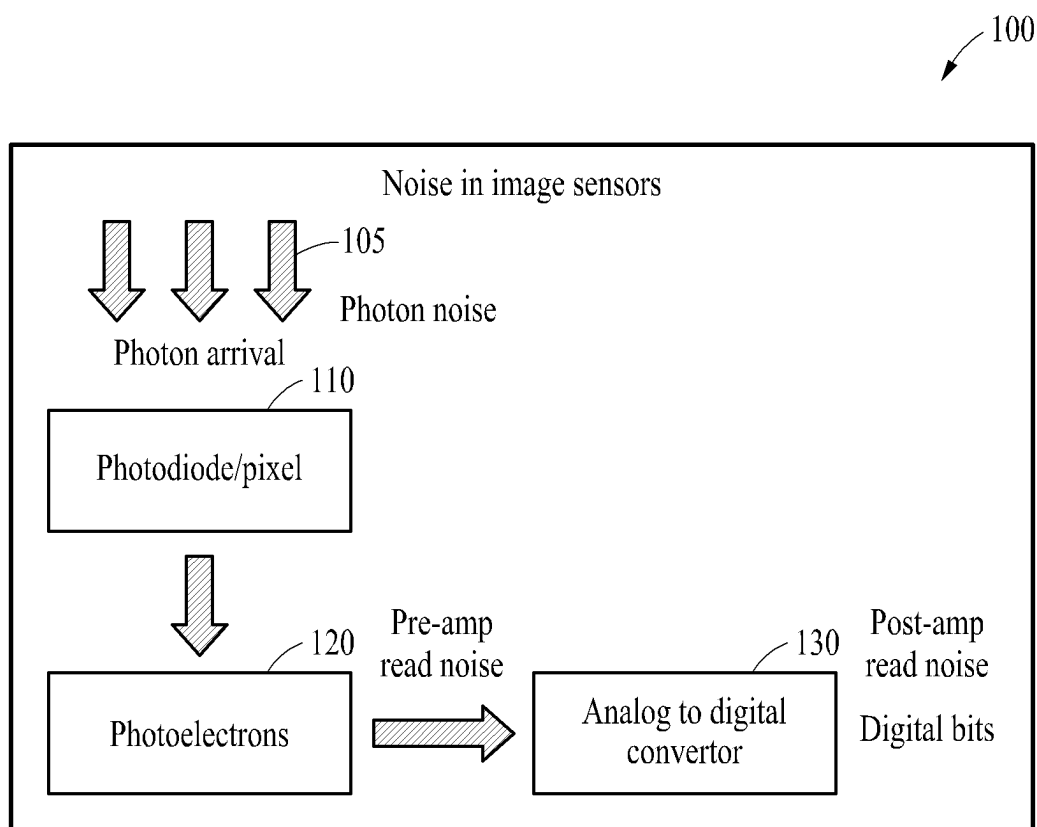 100
Noise in image sensors
105
Photon noise
Photon arrival
110
Photodiode/pixel
120
Photoelectrons
Pre-amp
read noise
130
Analog to digital
convertor
Post-amp
read noise
Digital bits